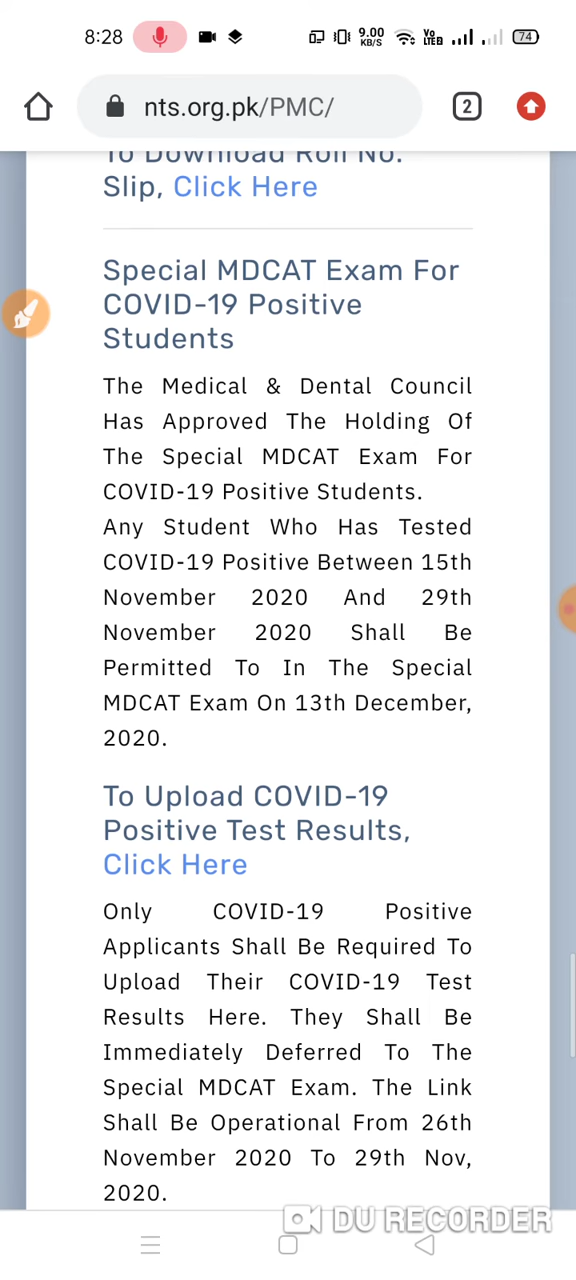 8:28
9.00
KB/S
Vo
LTE2
74
nts.org.pk/PMC/
2
To Download Roll No.
Slip, Click Here
Special MDCAT Exam For
COVID-19 Positive
Students
The Medical & Dental Council
Has Approved The Holding Of
The Special MDCAT Exam For
COVID-19 Positive Students.
Any Student Who Has Tested
COVID-19 Positive Between 15th
November 2020 And 29th
November 2020 Shall Be
Permitted To In The Special
MDCAT Exam On 13th December,
2020.
To Upload COVID-19
Positive Test Results,
Click Here
Only COVID-19 Positive
Applicants Shall Be Required To
Upload Their COVID-19 Test
Results Here. They Shall Be
Immediately Deferred To The
Special MDCAT Exam. The Link
Shall Be Operational From 26th
November 2020 To 29th Nov,
2020.
DU RECORDER